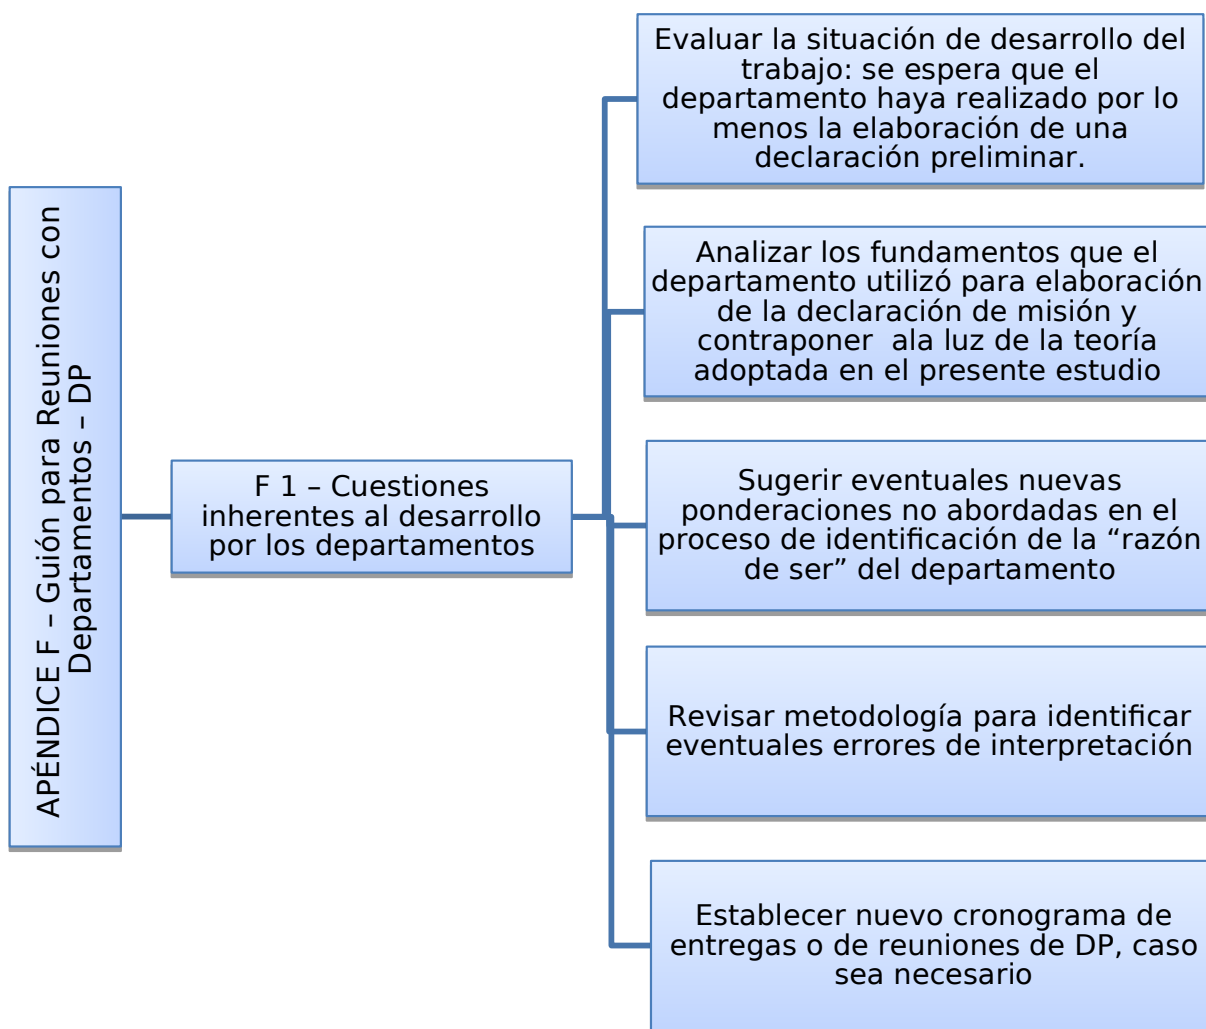 APÉNDICE F – Guión para Reuniones con
Departamentos – DP
F 1 – Cuestiones
inherentes al desarrollo
por los departamentos
Evaluar la situación de desarrollo del
trabajo: se espera que el
departamento haya realizado por lo
menos la elaboración de una
declaración preliminar.
Analizar los fundamentos que el
departamento utilizó para elaboración
de la declaración de misión y
contraponer  ala luz de la teoría
adoptada en el presente estudio
Sugerir eventuales nuevas
ponderaciones no abordadas en el
proceso de identificación de la “razón
de ser” del departamento
Revisar metodología para identificar
eventuales errores de interpretación
Establecer nuevo cronograma de
entregas o de reuniones de DP, caso
sea necesario